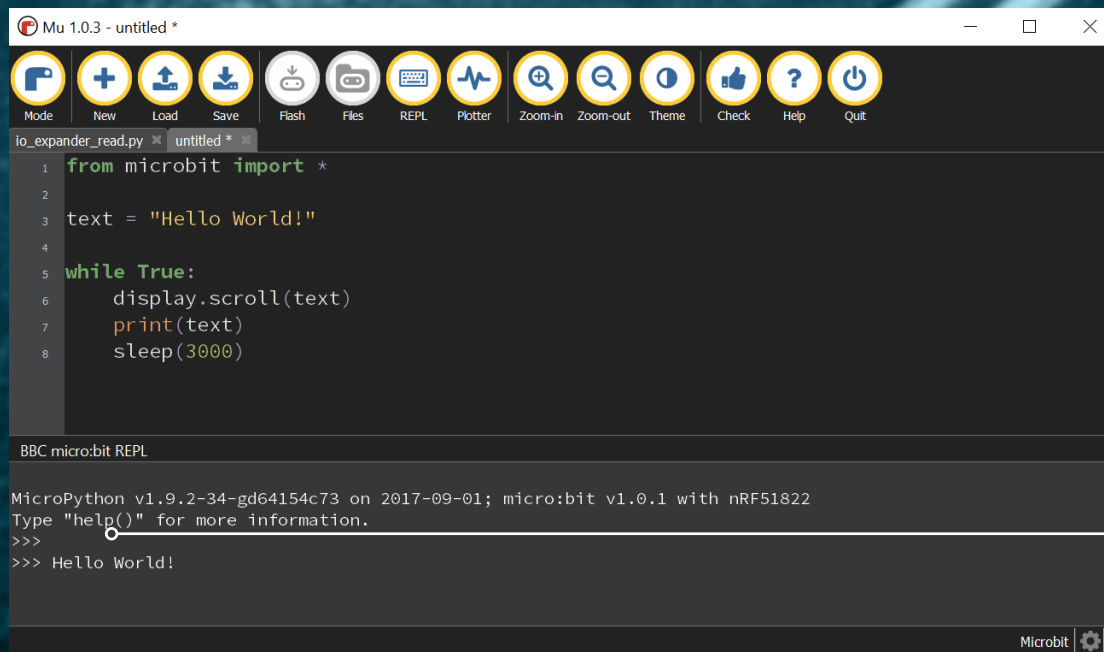 Mu 1.0.3 - untitled *
Mode New Load Save Flash Files REPL Plotter Zoom-in Zoom-out Theme Check Help Quit
io_expander_read.py untitled *
1 from microbit import *
2
3 text = "Hello World!"
4
5 while True:
6     display.scroll(text)
7     print(text)
8     sleep(3000)
BBC micro:bit REPL
MicroPython v1.9.2-34-gd64154c73 on 2017-09-01; micro:bit v1.0.1 with nRF51822
Type "help()" for more information.
>>>
>>> Hello World!
Microbit